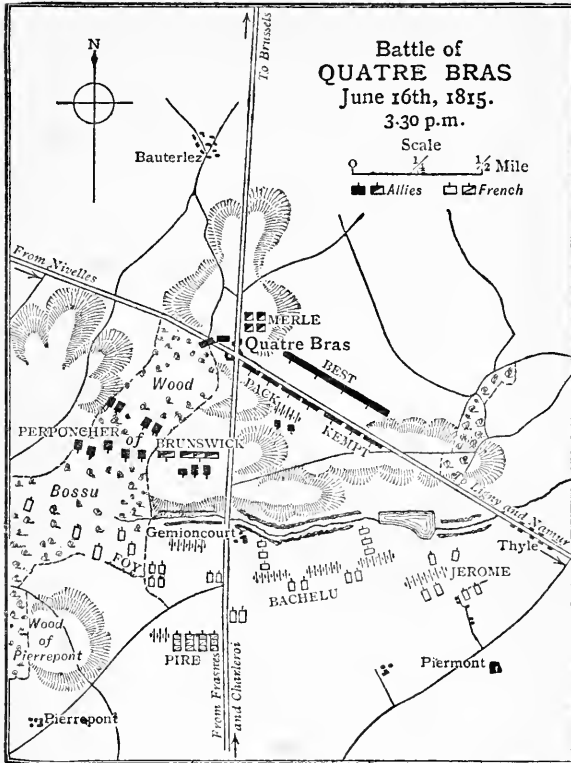 Battle of
QUATRE BRAS
June 16th, 1815.
3.30 p.m.
Scale
0 ¼ ½ Mile
Allies French
N
To Brussels
Bauterlez
From Nivelles
MERLE
Quatre Bras
BEST
Wood
PACK
KEMPT
PERPONCHER
of
BRUNSWICK
Bossu
and Namur
Gemioncourt
Thyle
FOY
JEROME
BACHELU
Wood
of
Pierrepont
PIRE
Piermont
From Frasnes
and Charleroi
Pierrepont